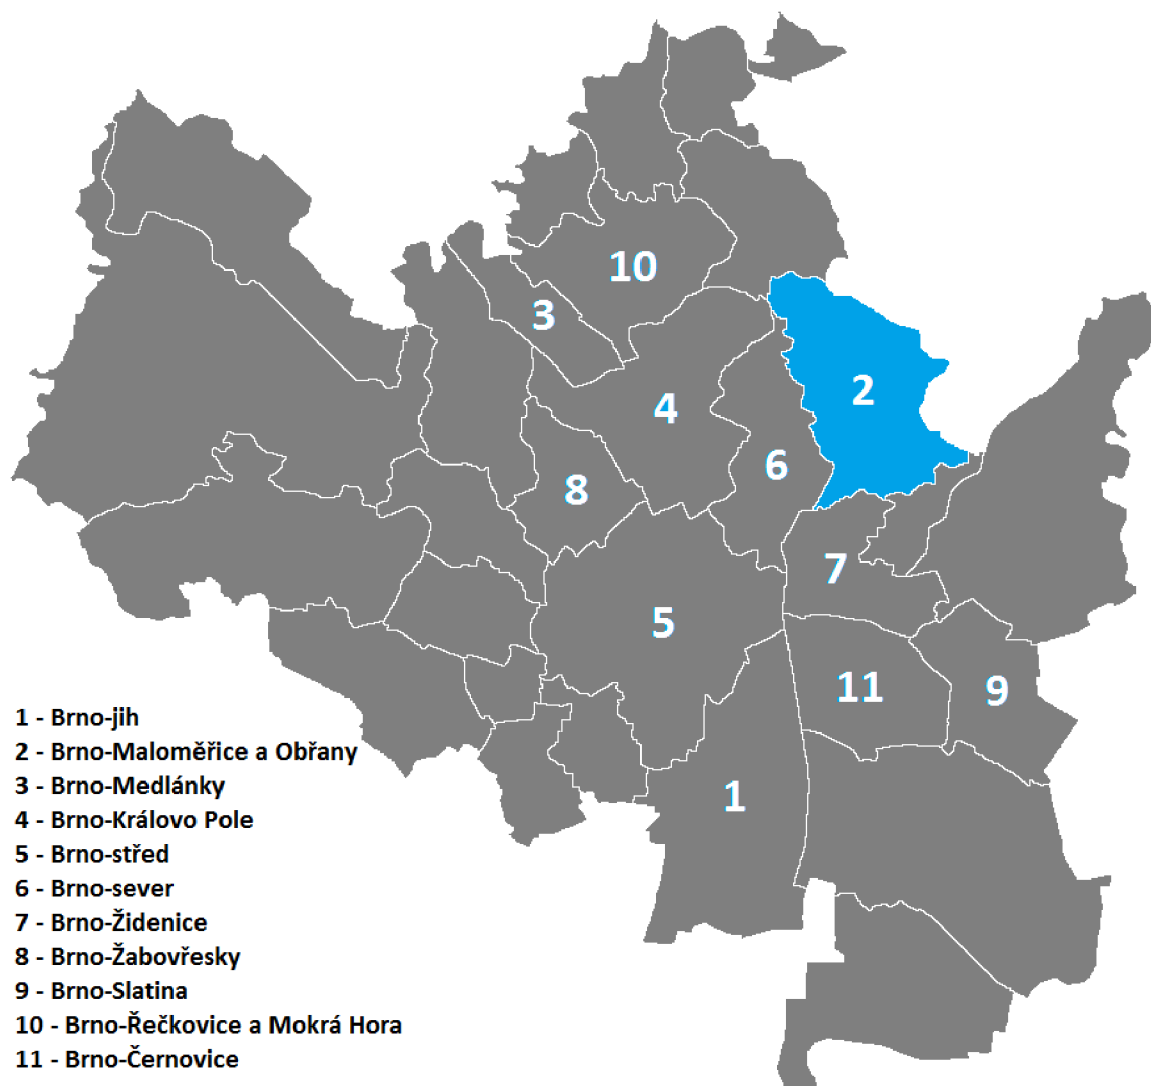 10
3
2
4
6
8
7
5
11
9
1
1 - Brno-jih
2 - Brno-Maloměřice a Obřany
3 - Brno-Medlánky
4 - Brno-Královo Pole
5 - Brno-střed
6 - Brno-sever
7 - Brno-Židenice
8 - Brno-Žabovřesky
9 - Brno-Slatina
10 - Brno-Řečkovice a Mokrá Hora
11 - Brno-Černovice